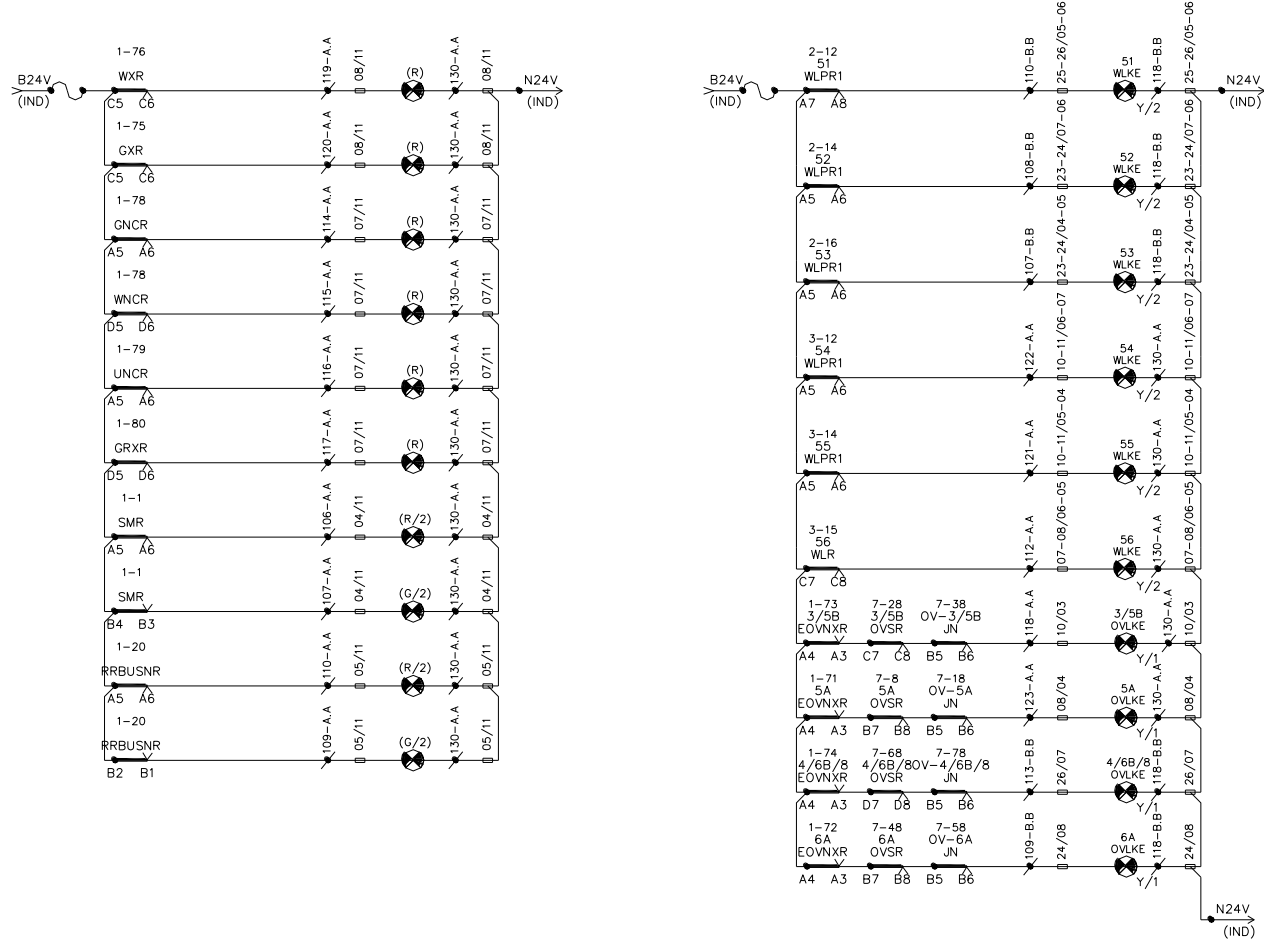 B24V
(IND)
1-76
WXR
C5 C6
119-A.A
08/11
(R)
130-A.A
08/11
N24V
(IND)
1-75
GXR
C5 C6
120-A.A
08/11
(R)
130-A.A
08/11
1-78
GNCR
A5 A6
114-A.A
07/11
(R)
130-A.A
07/11
1-78
WNCR
D5 D6
115-A.A
07/11
(R)
130-A.A
07/11
1-79
UNCR
A5 A6
116-A.A
07/11
(R)
130-A.A
07/11
1-80
GRXR
D5 D6
117-A.A
07/11
(R)
130-A.A
07/11
1-1
SMR
A5 A6
106-A.A
04/11
(R/2)
130-A.A
04/11
1-1
SMR
B4 B3
107-A.A
04/11
(G/2)
130-A.A
04/11
1-20
RRBUSNR
A5 A6
110-A.A
05/11
(R/2)
130-A.A
05/11
1-20
RRBUSNR
B2 B1
109-A.A
05/11
(G/2)
130-A.A
05/11
B24V
(IND)
2-12
51
WLPR1
A7 A8
110-B.B
25-26/05-06
51
WLKE
Y/2
118-B.B
25-26/05-06
N24V
(IND)
2-14
52
WLPR1
A5 A6
108-B.B
23-24/07-06
52
WLKE
Y/2
118-B.B
23-24/07-06
2-16
53
WLPR1
A5 A6
107-B.B
23-24/04-05
53
WLKE
Y/2
118-B.B
23-24/04-05
3-12
54
WLPR1
A5 A6
122-A.A
10-11/06-07
54
WLKE
Y/2
130-A.A
10-11/06-07
3-14
55
WLPR1
A5 A6
121-A.A
10-11/05-04
55
WLKE
Y/2
130-A.A
10-11/05-04
3-15
56
WLR
C7 C8
112-A.A
07-08/06-05
56
WLKE
Y/2
130-A.A
07-08/06-05
1-73
3/5B
EOVNXR
A4 A3
7-28
3/5B
OVSR
C7 C8
7-38
OV-3/5B
JN
B5 B6
118-A.A
10/03
3/5B
OVLKE
Y/1
130-A.A
10/03
1-71
5A
EOVNXR
A4 A3
7-8
5A
OVSR
B7 B8
7-18
OV-5A
JN
B5 B6
123-A.A
08/04
5A
OVLKE
Y/1
130-A.A
08/04
1-74
4/6B/8
EOVNXR
A4 A3
7-68
4/6B/8
OVSR
D7 D8
7-78
OV-4/6B/8
JN
B5 B6
113-B.B
26/07
4/6B/8
OVLKE
Y/1
118-B.B
26/07
1-72
6A
EOVNXR
A4 A3
7-48
6A
OVSR
B7 B8
7-58
OV-6A
JN
B5 B6
109-B.B
24/08
6A
OVLKE
Y/1
118-B.B
24/08
N24V
(IND)